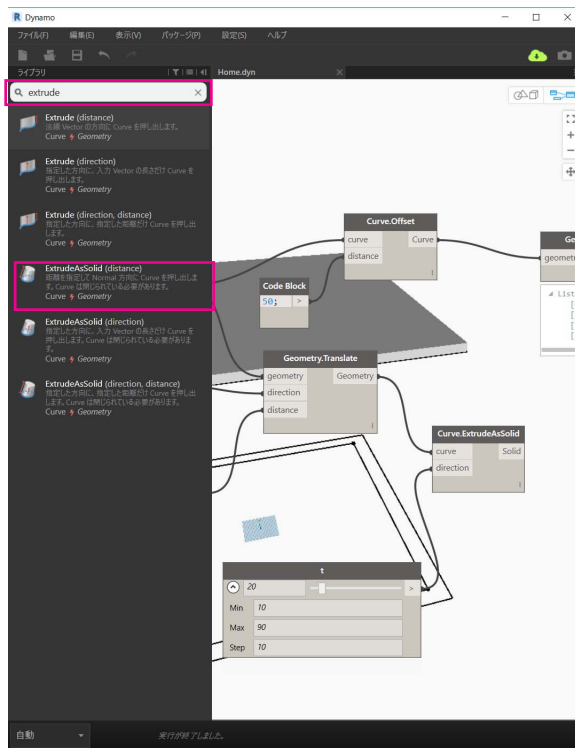 Dynamo
ファイル(F) 編集(E) 表示(V) パッケージ(P) 設定(S) ヘルプ
ライブラリ
Home.dyn
extrude
Extrude (distance)
法線 Vector の方向に Curve を押し出します。
Curve Geometry
Extrude (direction)
指定した方向に、入力 Vector の長さだけ Curve を
押し出します。
Curve Geometry
Extrude (direction, distance)
指定した方向に、指定した距離だけ Curve を押し出
します。
Curve Geometry
ExtrudeAsSolid (distance)
距離を指定して Normal 方向に Curve を押し出しま
す。Curve は閉じられている必要があります。
Curve Geometry
ExtrudeAsSolid (direction)
指定した方向に、入力 Vector の長さだけ Curve を
押し出します。Curve は閉じられている必要がありま
す。
Curve Geometry
ExtrudeAsSolid (direction, distance)
指定した方向に、指定した距離だけ Curve を押し出
します。Curve は閉じられている必要があります。
Curve Geometry
Curve.Offset
curve Curve
distance
Code Block
50; >
Ge
geometr
List
Geometry.Translate
geometry Geometry
direction
distance
Curve.ExtrudeAsSolid
curve Solid
direction
t
20 >
Min 10
Max 90
Step 10
自動
実行が終了しました。